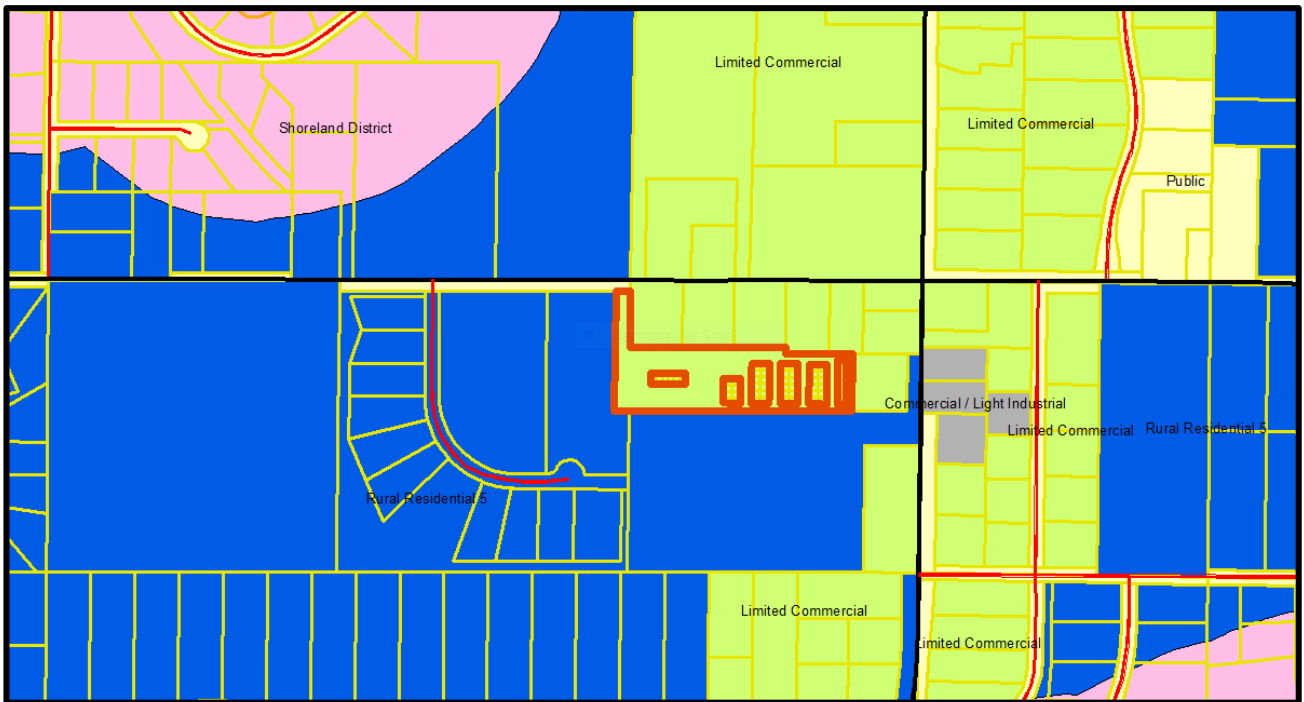 Limited Commercial
Shoreland District
Limited Commercial
Public
Commercial / Light Industrial
Limited Commercial
Rural Residential 5
Rural Residential 5
Limited Commercial
Limited Commercial